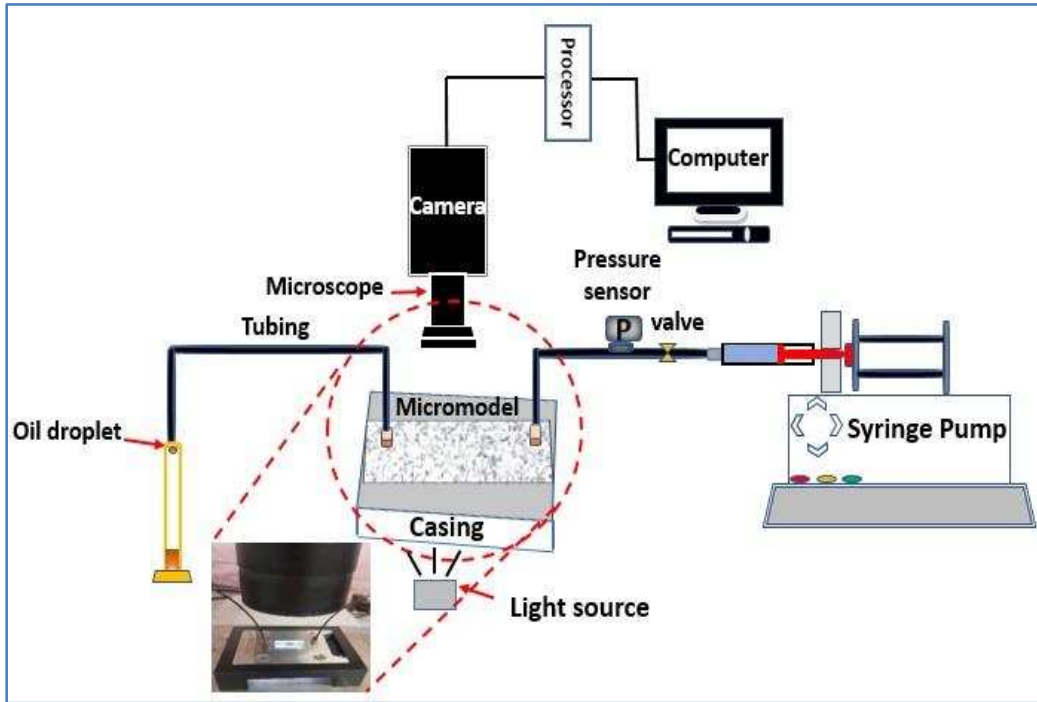 Processor
Computer
Camera
Pressure
sensor
Microscope
valve
Tubing
P
Micromodel
Oil droplet
Syringe Pump
Casing
Light source